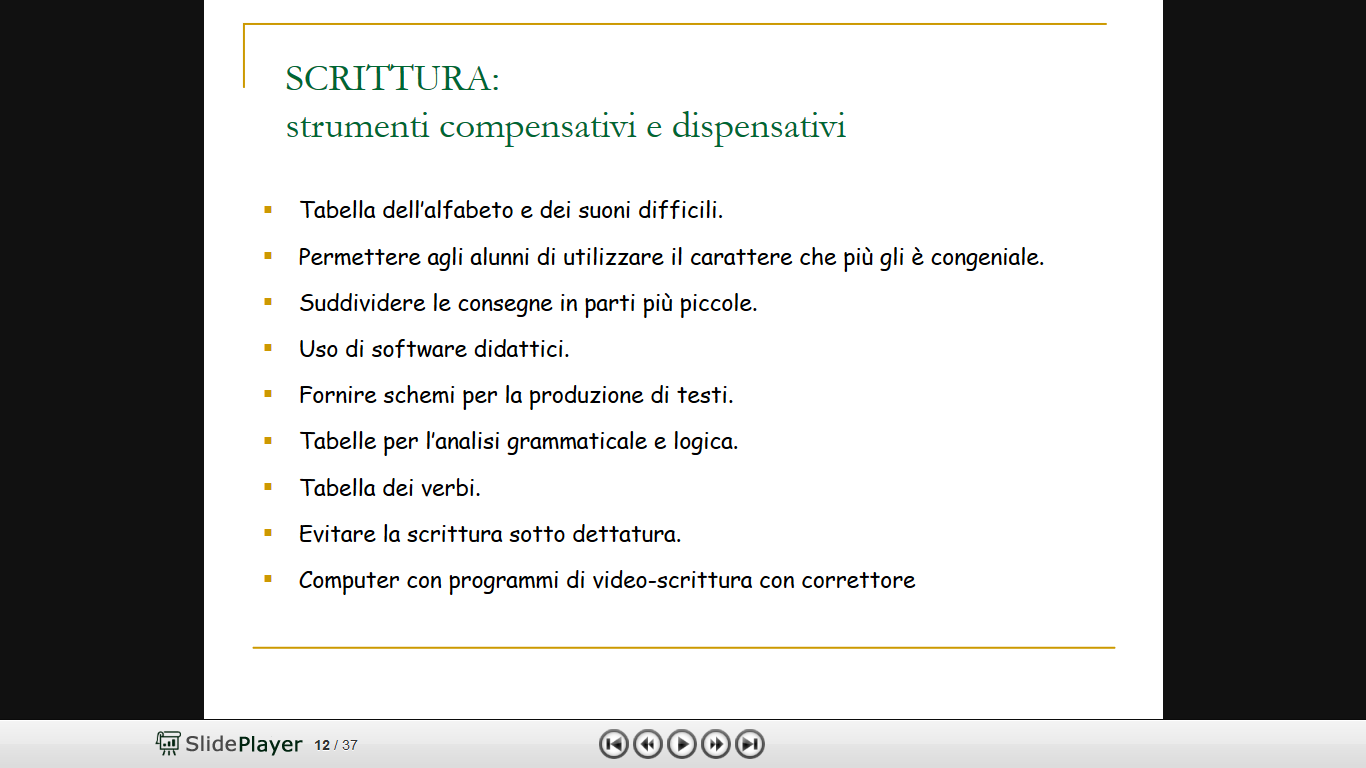 SCRITTURA:
strumenti compensativi e dispensativi
Tabella dell'alfabeto e dei suoni difficili.
Permettere agli alunni di utilizzare il carattere che più gli è congeniale.
Suddividere le consegne in parti più piccole.
Uso di software didattici.
Fornire schemi per la produzione di testi.
Tabelle per l'analisi grammaticale e logica.
Tabella dei verbi.
Evitare la scrittura sotto dettatura.
Computer con programmi di video-scrittura con correttore
SlidePlayer 12 / 37